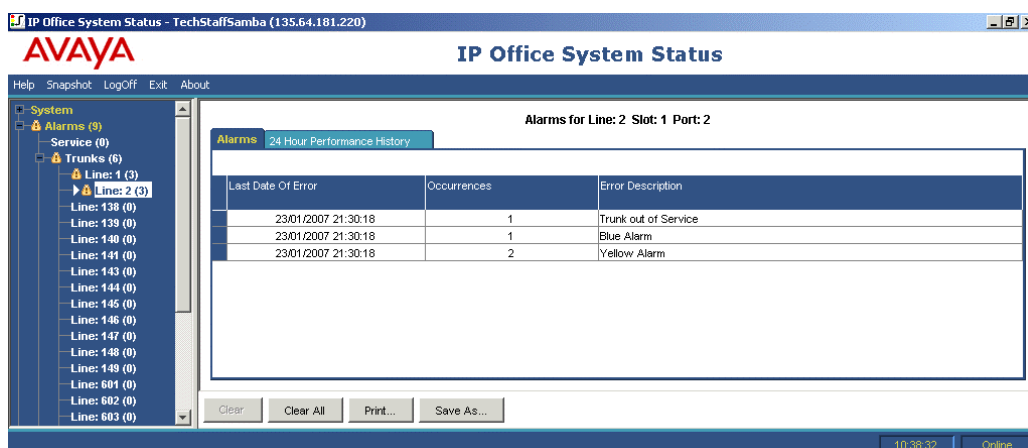 IP Office System Status - TechStaffSamba (135.64.181.220)
AVAYA
IP Office System Status
Help Snapshot LogOff Exit About
System
Alarms (9)
Service (0)
Trunks (6)
Line: 1 (3)
Line: 2 (3)
Line: 138 (0)
Line: 139 (0)
Line: 140 (0)
Line: 141 (0)
Line: 143 (0)
Line: 144 (0)
Line: 145 (0)
Line: 146 (0)
Line: 147 (0)
Line: 148 (0)
Line: 149 (0)
Line: 601 (0)
Line: 602 (0)
Line: 603 (0)
Alarms for Line: 2 Slot: 1 Port: 2
Alarms 24 Hour Performance History
Last Date Of Error Occurrences Error Description
23/01/2007 21:30:18 1 Trunk out of Service
23/01/2007 21:30:18 1 Blue Alarm
23/01/2007 21:30:18 2 Yellow Alarm
Clear Clear All Print... Save As...
10:38:32 Online